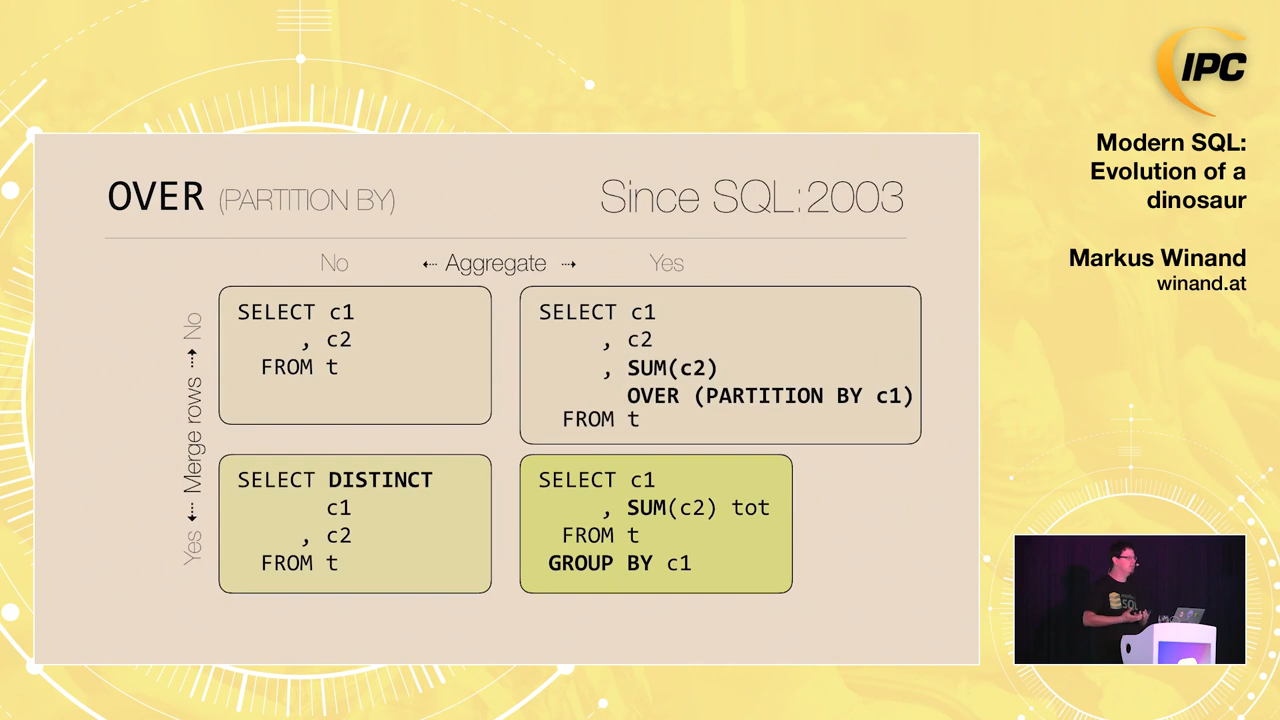 IPC
Modern SQL:
Evolution of a
dinosaur
Markus Winand
winand.at
OVER (PARTITION BY)
Since SQL:2003
No
Aggregate
Yes
No
Merge rows
Yes
SELECT c1
, c2
FROM t
SELECT c1
, c2
, SUM(c2)
OVER (PARTITION BY c1)
FROM t
SELECT DISTINCT
c1
, c2
FROM t
SELECT c1
, SUM(c2) tot
FROM t
GROUP BY c1
SQL